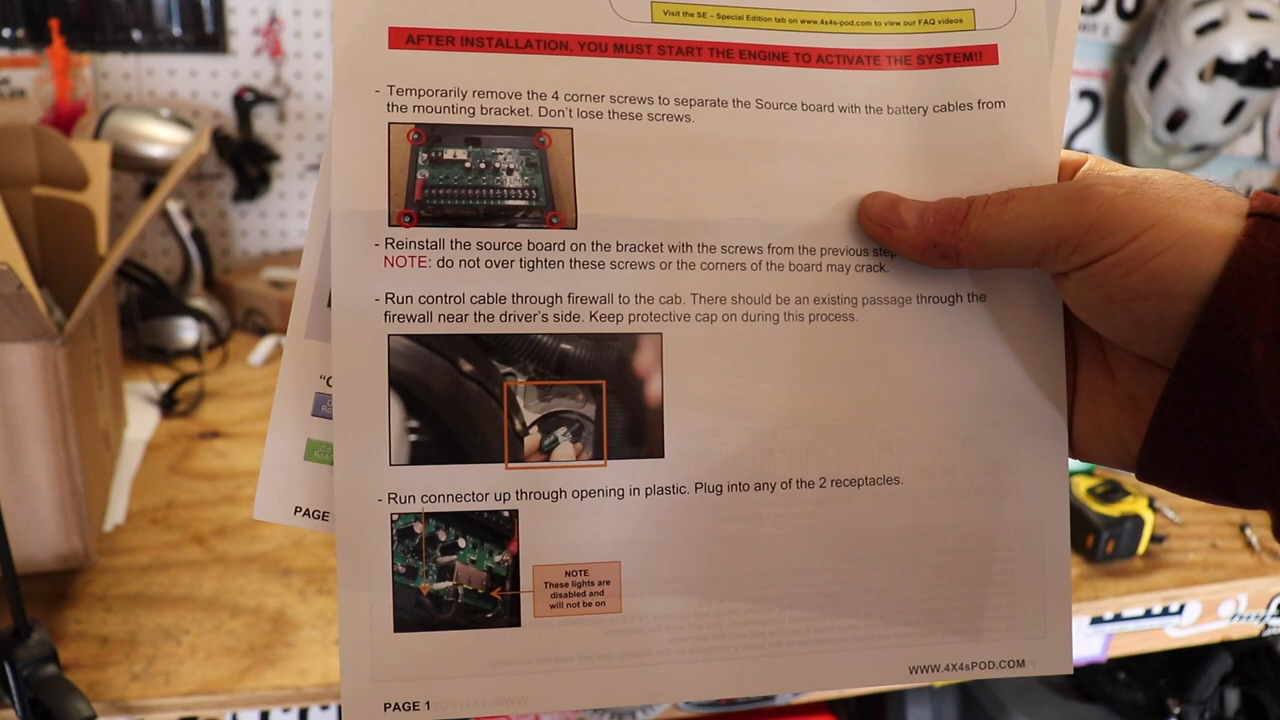 Visit the SE – Special Edition tab on www.4x4s-pod.com to view our FAQ videos
AFTER INSTALLATION. YOU MUST START THE ENGINE TO ACTIVATE THE SYSTEM!!
- Temporarily remove the 4 corner screws to separate the Source board with the battery cables from
the mounting bracket. Don't lose these screws.
- Reinstall the source board on the bracket with the screws from the previous step
NOTE: do not over tighten these screws or the corners of the board may crack.
- Run control cable through firewall to the cab. There should be an existing passage through the
firewall near the driver's side. Keep protective cap on during this process.
- Run connector up through opening in plastic. Plug into any of the 2 receptacles.
NOTE
These lights are
disabled and
will not be on
WWW.4X4sPOD.COM
PAGE 1
PAGE